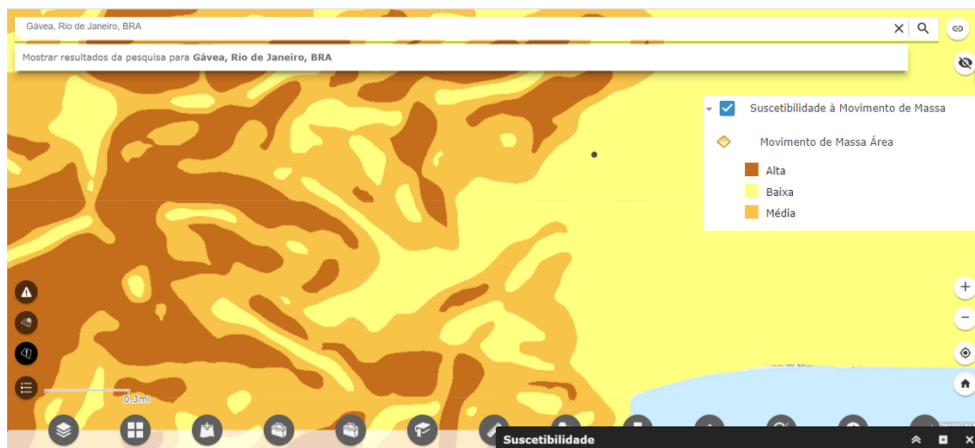 Gávea, Rio de Janeiro, BRA
Mostrar resultados da pesquisa para Gávea, Rio de Janeiro, BRA
Suscetibilidade à Movimento de Massa
Movimento de Massa Área
Alta
Baixa
Média
0.3mi
Suscetibilidade